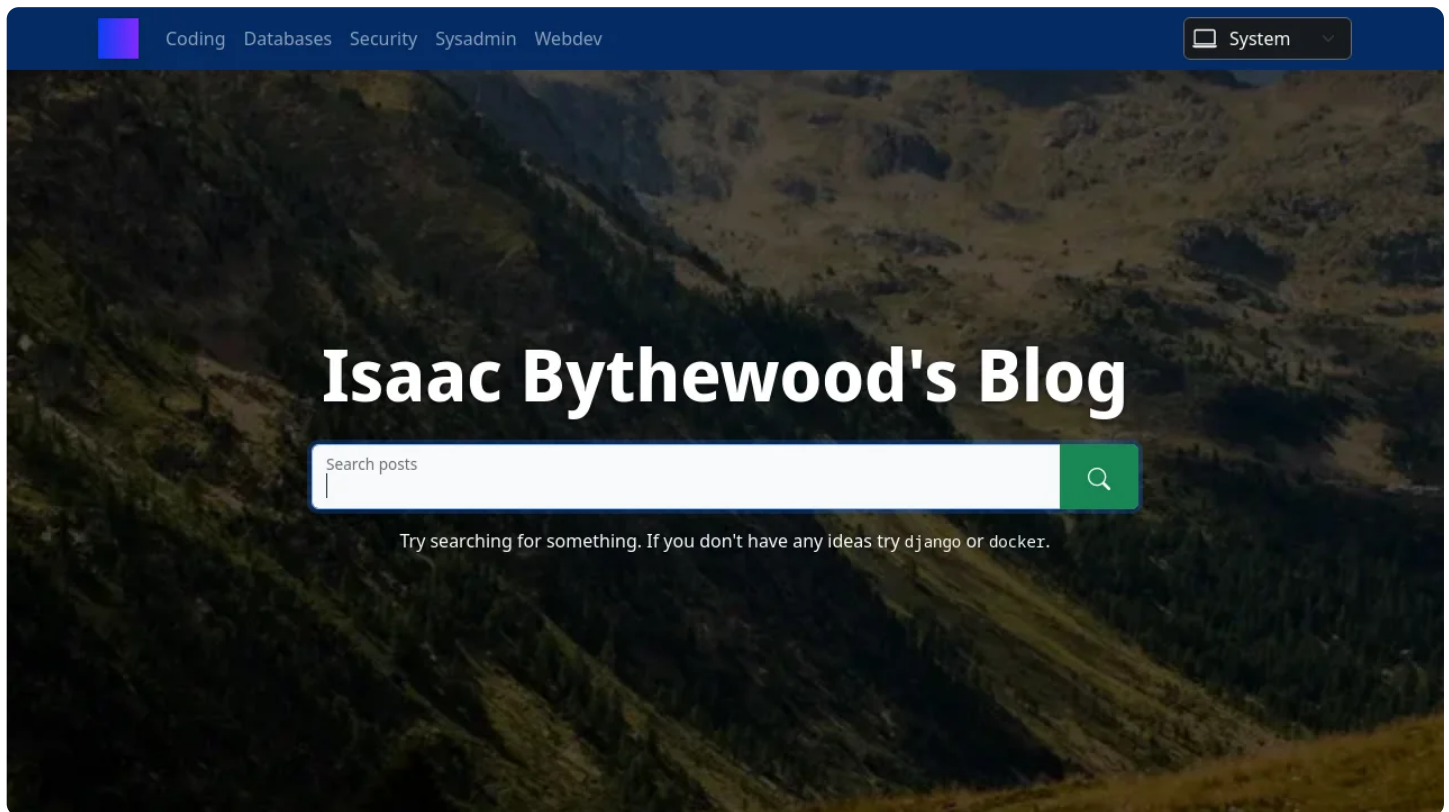 Coding Databases Security Sysadmin Webdev System
Isaac Bythewood's Blog
Search posts
Try searching for something. If you don't have any ideas try django or docker.